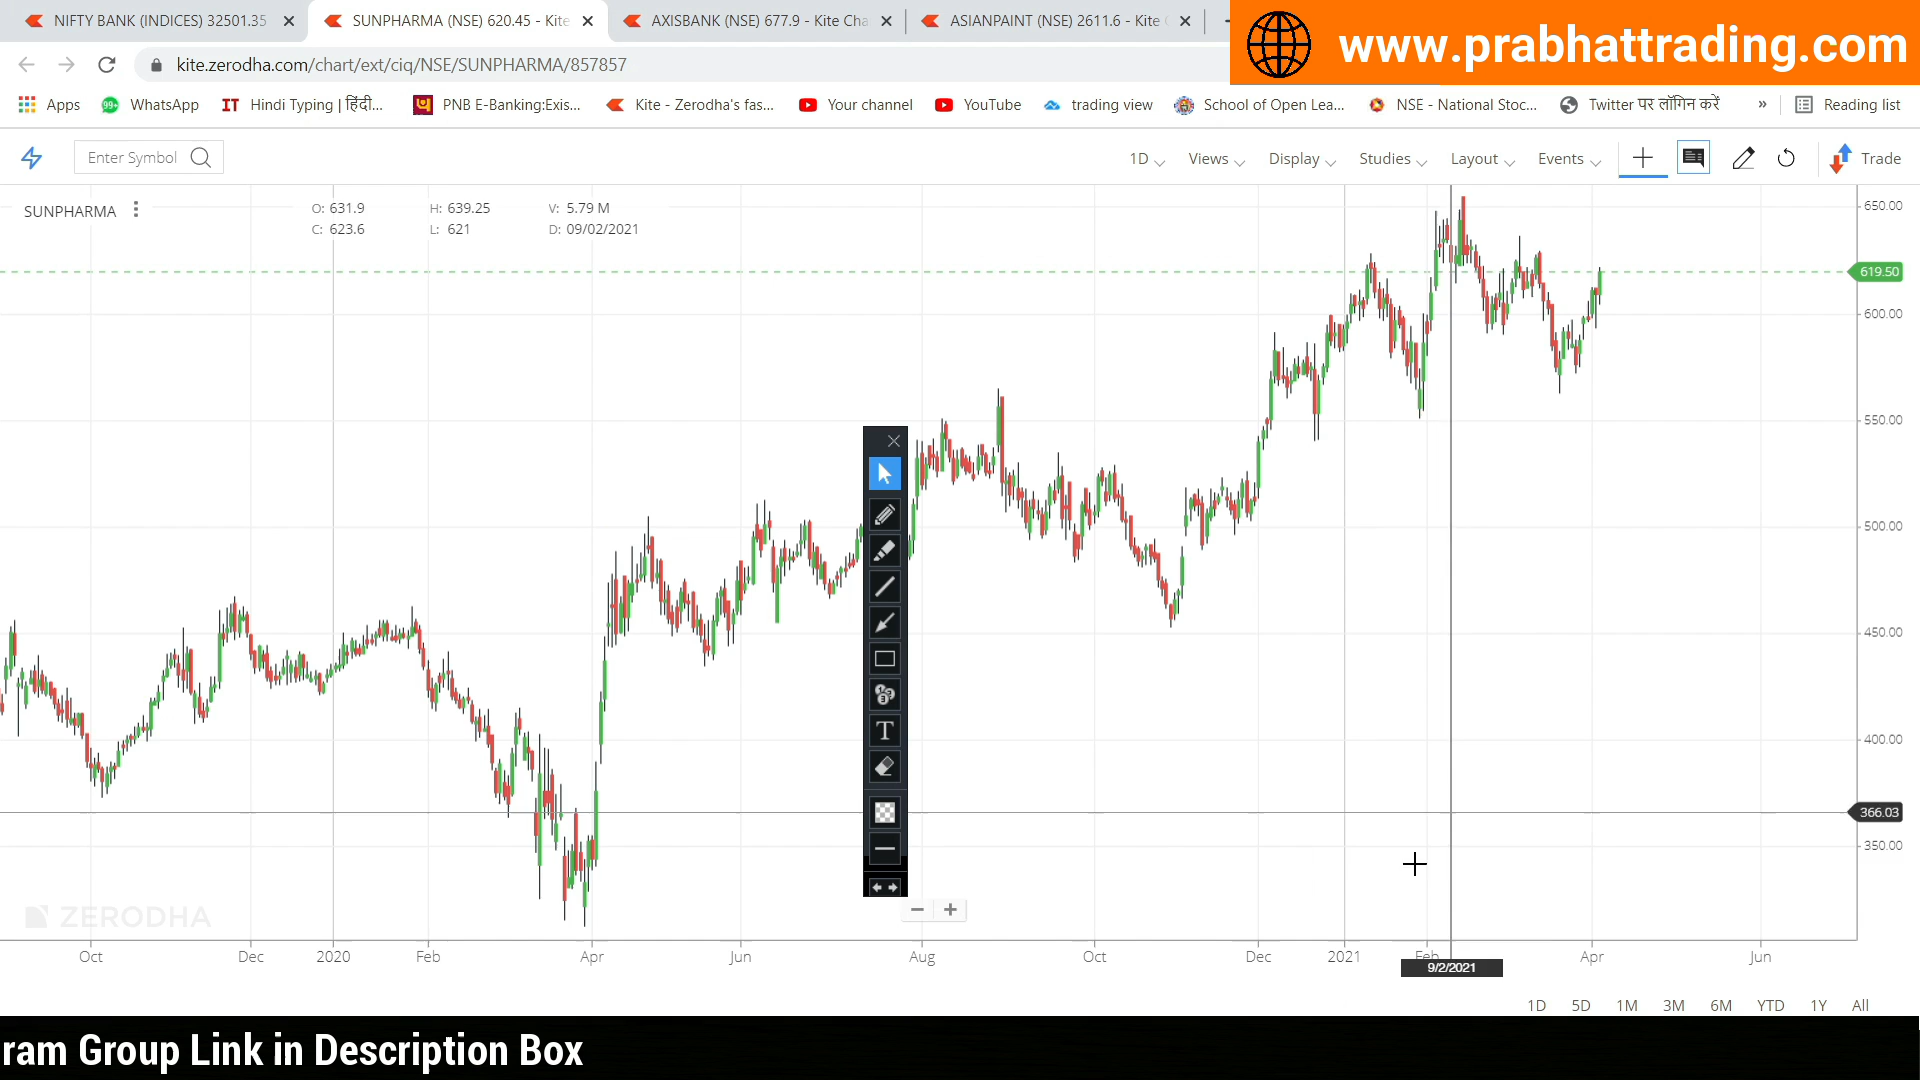 NIFTY BANK (INDICES) 32501.35
SUNPHARMA (NSE) 620.45 - Kite
AXISBANK (NSE) 677.9 - Kite Cha
ASIANPAINT (NSE) 2611.6 - Kite
www.prabhattrading.com
kite.zerodha.com/chart/ext/ciq/NSE/SUNPHARMA/857857
Apps
99+
WhatsApp
IT
Hindi Typing | हिंदी...
PNB E-Banking:Exis...
Kite - Zerodha's fas...
Your channel
YouTube
trading view
School of Open Lea...
NSE - National Stoc...
Twitter पर लॉगिन करें
»
Reading list
Enter Symbol
1D
Views
Display
Studies
Layout
Events
Trade
SUNPHARMA
O: 631.9
H: 639.25
V: 5.79 M
C: 623.6
L: 621
D: 09/02/2021
650.00
619.50
600.00
550.00
500.00
450.00
400.00
366.03
350.00
T
ZERODHA
Oct
Dec
2020
Feb
Apr
Jun
Aug
Oct
Dec
2021
Feb
Apr
Jun
9/2/2021
1D
5D
1M
3M
6M
YTD
1Y
All
ram Group Link in Description Box